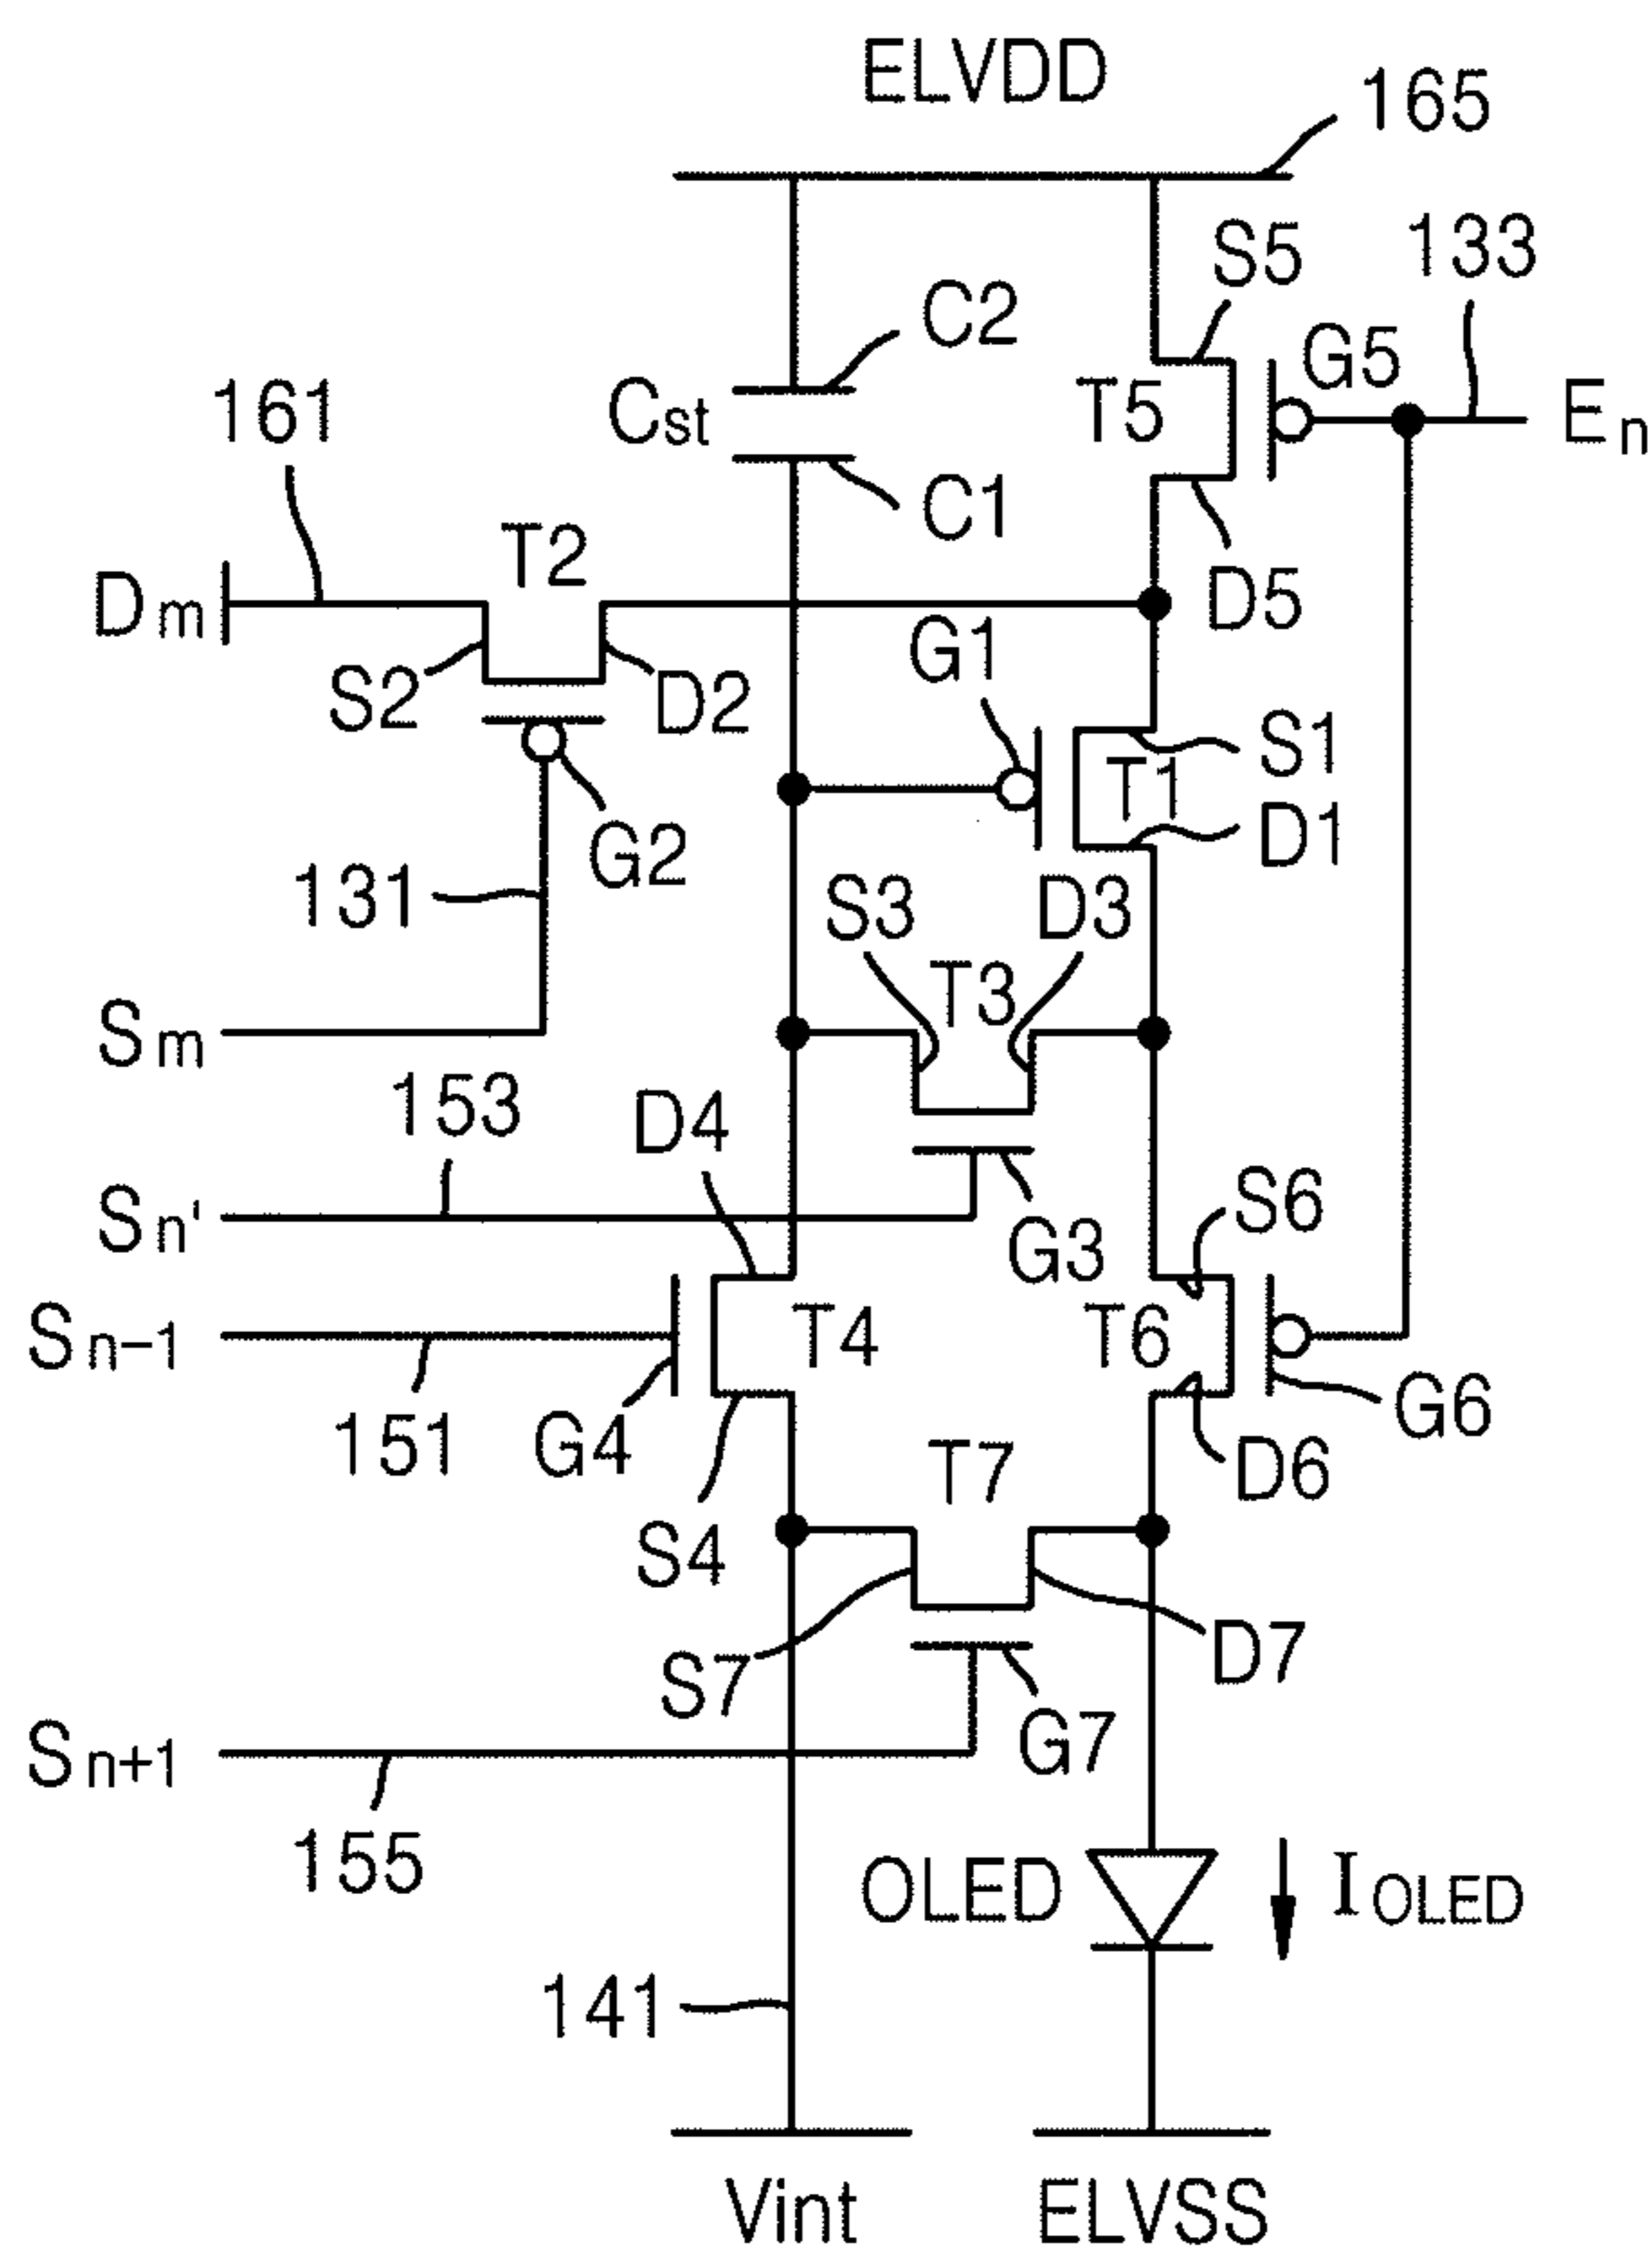 ELVDD
165
S5
133
C2
G5
161
Cst
T5
En
C1
T2
Dm
D5
G1
S2
D2
S1
T1
D1
G2
131
S3
D3
T3
Sm
153
D4
Sn'
S6
G3
Sn-1
T4
T6
151
G4
G6
D6
T7
S4
S7
D7
G7
Sn+1
155
OLED
IOLED
141
Vint
ELVSS